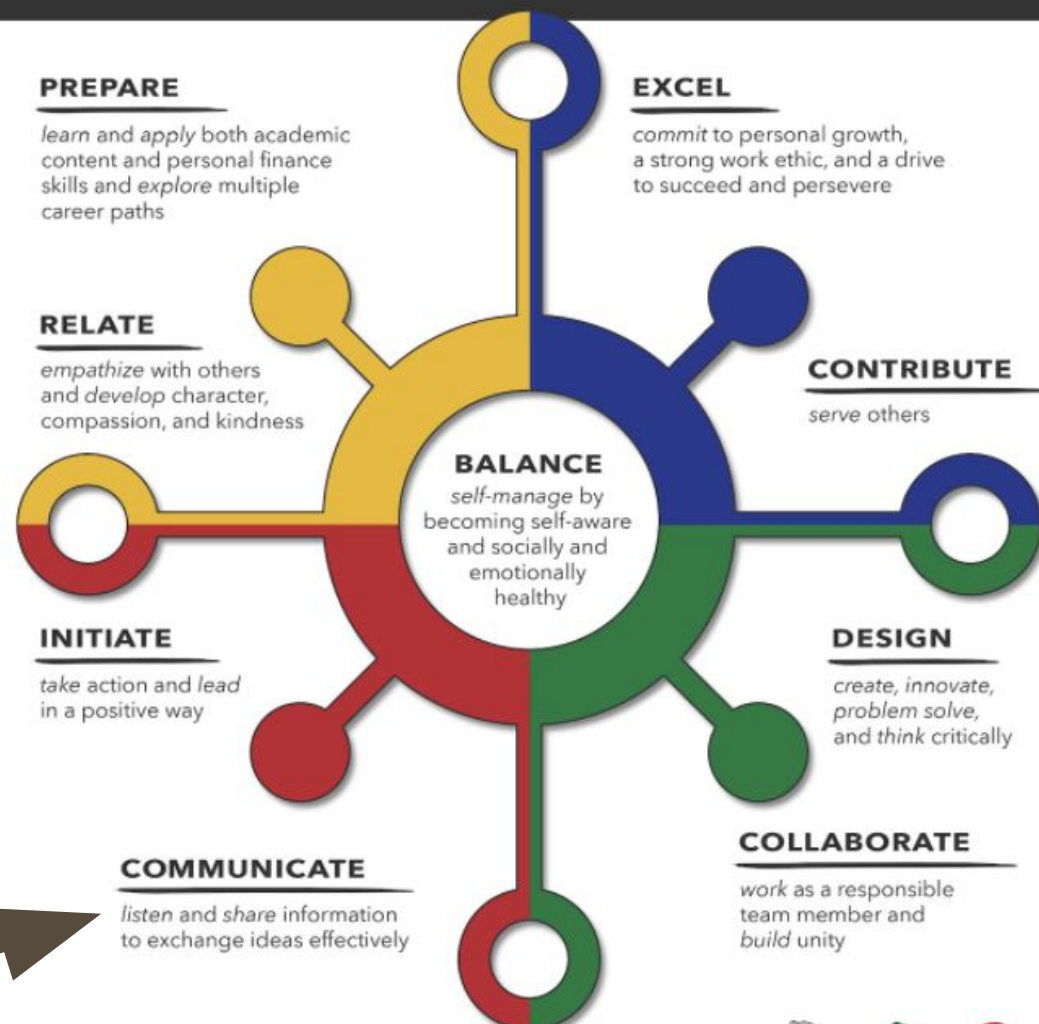 PREPARE
learn and apply both academic
content and personal finance
skills and explore multiple
career paths
EXCEL
commit to personal growth,
a strong work ethic, and a drive
to succeed and persevere
RELATE
empathize with others
and develop character,
compassion, and kindness
CONTRIBUTE
serve others
BALANCE
self-manage by
becoming self-aware
and socially and
emotionally
healthy
INITIATE
take action and lead
in a positive way
DESIGN
create, innovate,
problem solve,
and think critically
COMMUNICATE
listen and share information
to exchange ideas effectively
COLLABORATE
work as a responsible
team member and
build unity